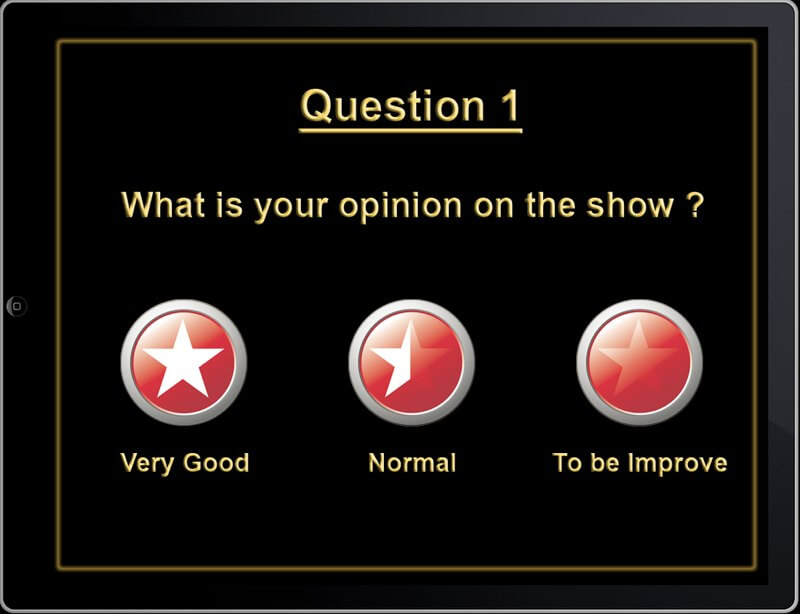 Question 1
What is your opinion on the show ?
Very Good
Normal
To be Improve